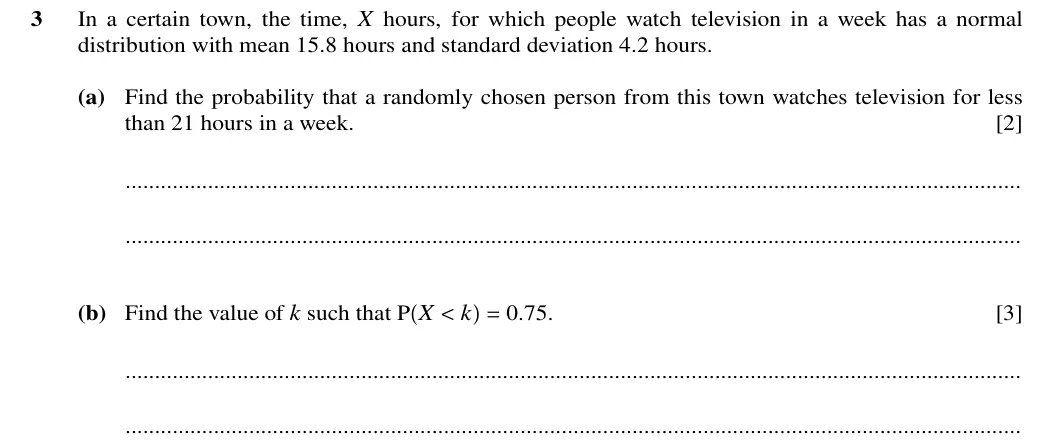 3 In a certain town, the time, X hours, for which people watch television in a week has a normal
distribution with mean 15.8 hours and standard deviation 4.2 hours.
(a) Find the probability that a randomly chosen person from this town watches television for less
than 21 hours in a week. [2]
(b) Find the value of k such that P(X < k) = 0.75. [3]